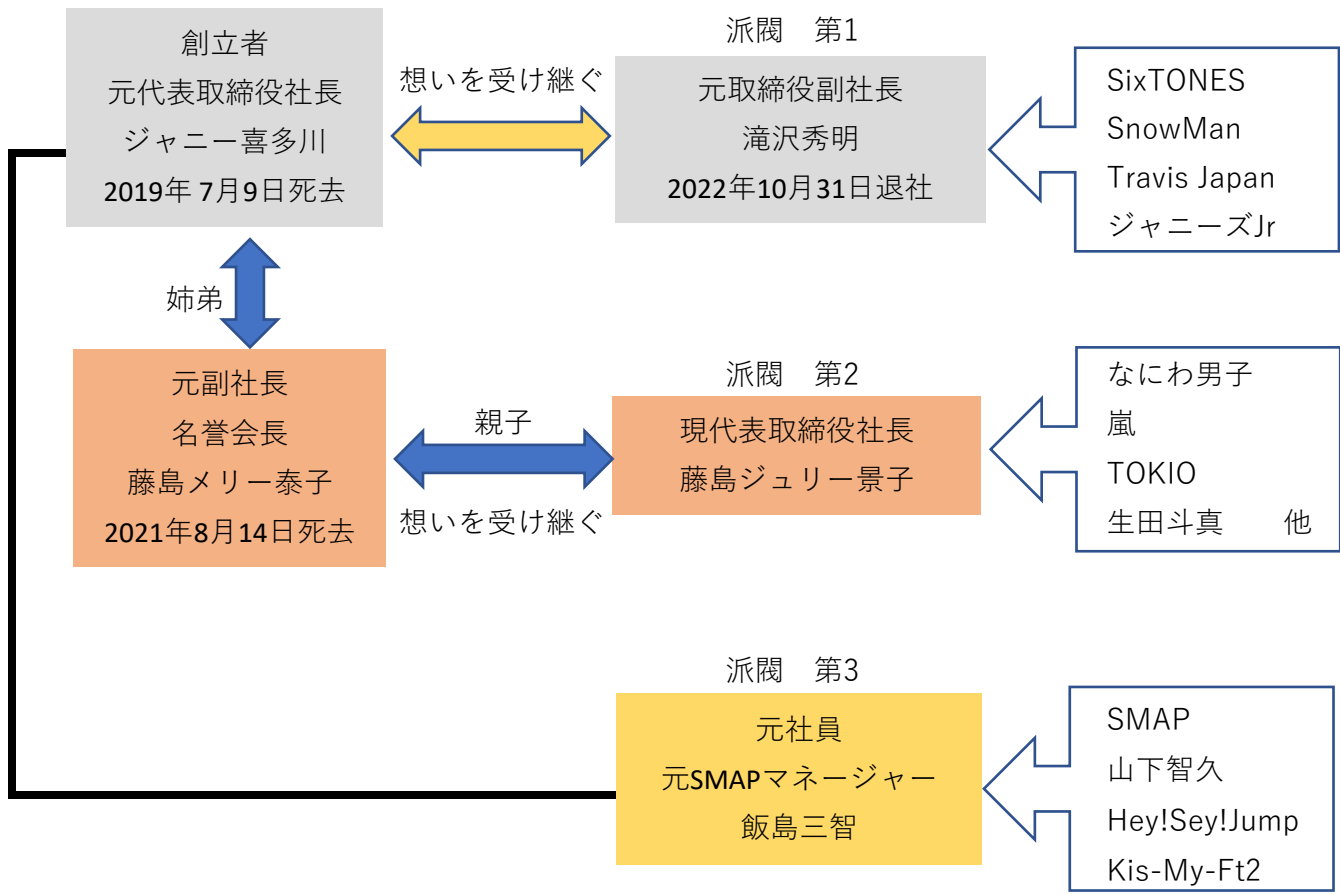 創立者
元代表取締役社長
ジャニー喜多川
2019年 7月9日死去
想いを受け継ぐ
派閥　第1
元取締役副社長
滝沢秀明
2022年10月31日退社
SixTONES
SnowMan
Travis Japan
ジャニーズJr
姉弟
元副社長
名誉会長
藤島メリー泰子
2021年8月14日死去
親子
想いを受け継ぐ
派閥　第2
現代表取締役社長
藤島ジュリー景子
なにわ男子
嵐
TOKIO
生田斗真　　他
派閥　第3
元社員
元SMAPマネージャー
飯島三智
SMAP
山下智久
Hey!Sey!Jump
Kis-My-Ft2